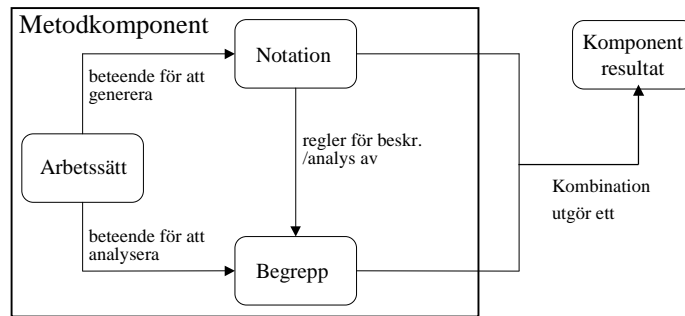 Metodkomponent
Notation
Komponent
resultat
beteende för att
generera
regler för beskr.
/analys av
Arbetssätt
Kombination
utgör ett
beteende för att
analysera
Begrepp